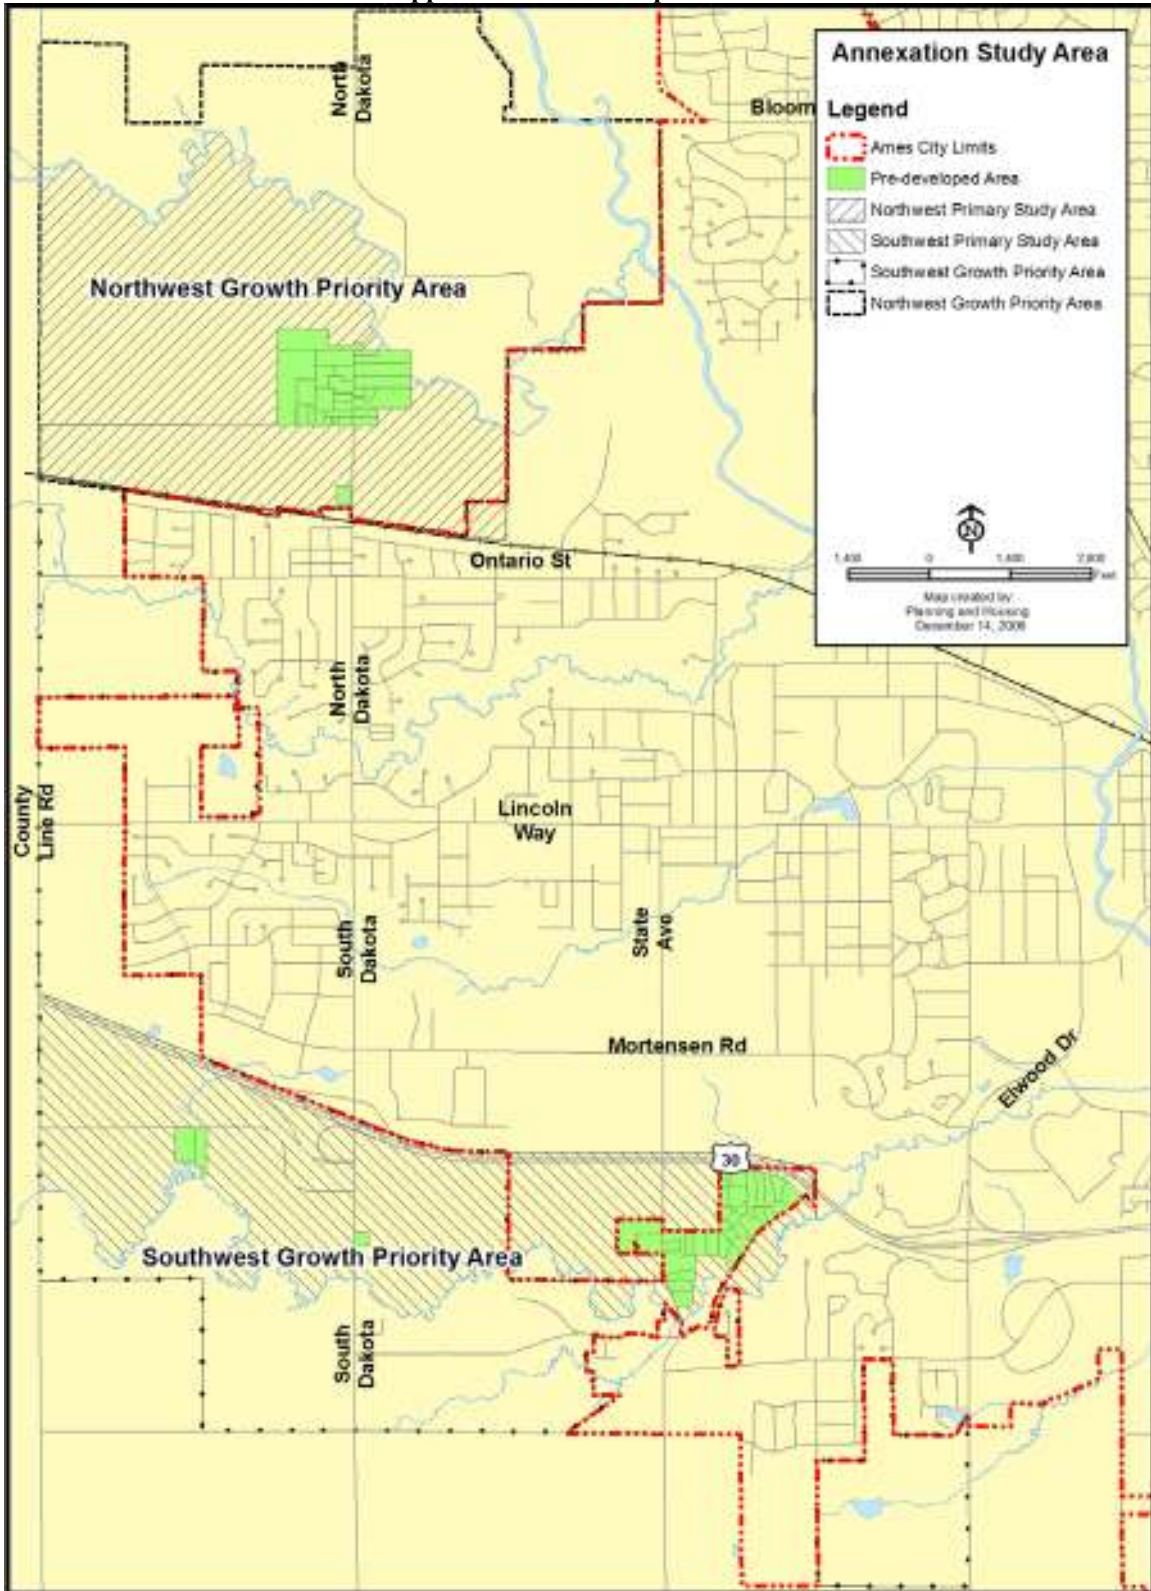 Annexation Study Area
Legend
Ames City Limits
Pre-developed Area
Northwest Primary Study Area
Southwest Primary Study Area
Southwest Growth Priority Area
Northwest Growth Priority Area
N
0
Feet
Map created by:
Planning and Housing
December 14, 2006
North
Dakota
Bloom
Northwest Growth Priority Area
Ontario St
North
Dakota
County
Line Rd
Lincoln
Way
South
Dakota
State
Ave
Mortensen Rd
Elwood Dr
30
Southwest Growth Priority Area
South
Dakota